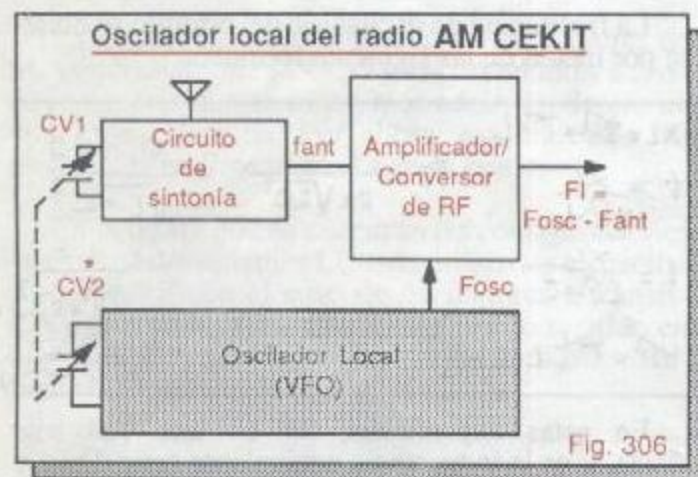 Oscilador local del radio AM CEKIT
CV1
Circuito
de
sintonía
fant
Amplificador/
Conversor
de RF
FI =
Fosc - Fant
*
CV2
Fosc
Oscilador Local
(VFO)
Fig. 306